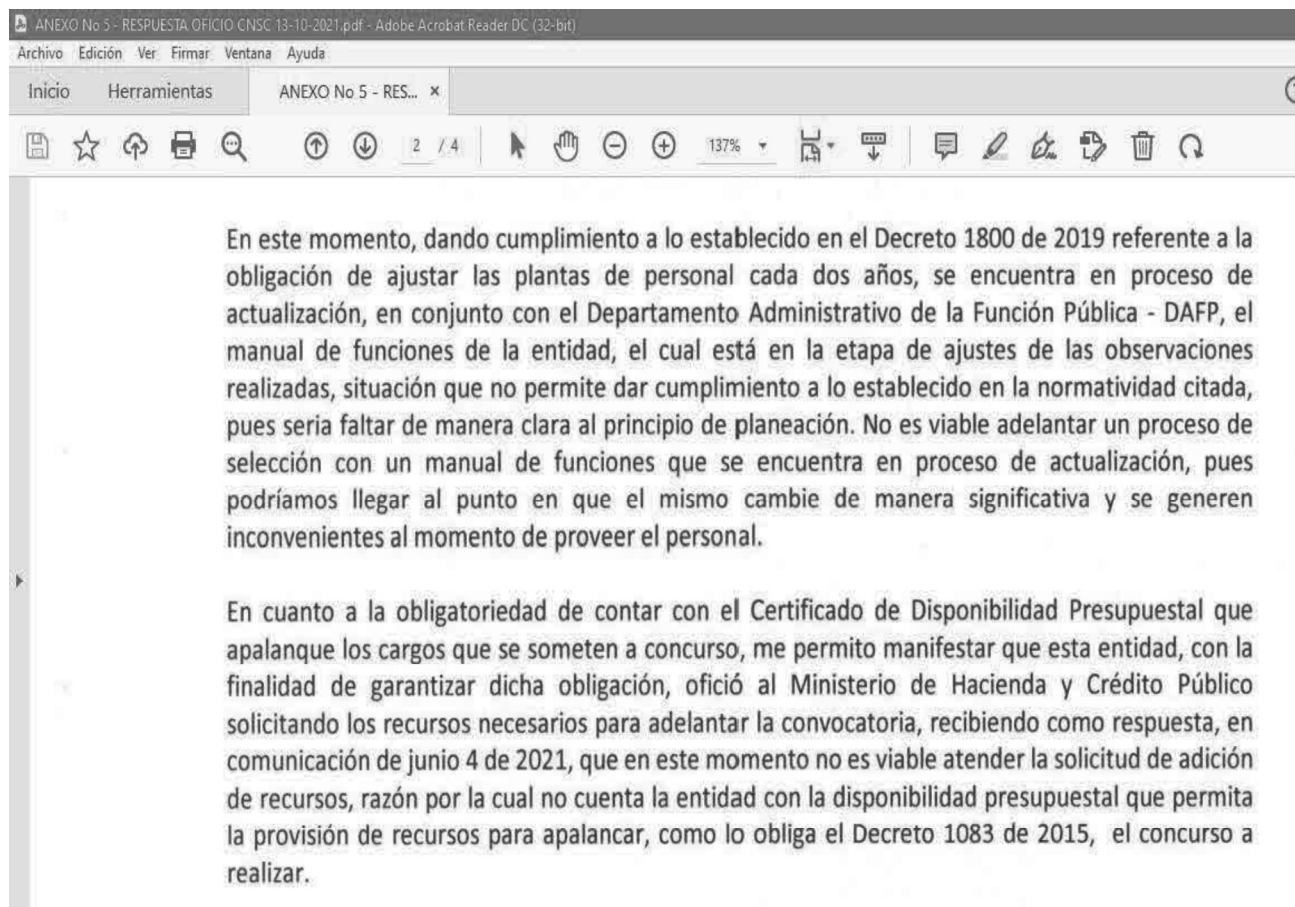 ANEXO No 5 - RESPUESTA OFICIO CNSC 13-10-2021.pdf - Adobe Acrobat Reader DC (32-bit)
Archivo Edición Ver Firmar Ventana Ayuda
Inicio Herramientas ANEXO No 5 - RES... ×
2 / 4 137%
En este momento, dando cumplimiento a lo establecido en el Decreto 1800 de 2019 referente a la
obligación de ajustar las plantas de personal cada dos años, se encuentra en proceso de
actualización, en conjunto con el Departamento Administrativo de la Función Pública - DAFP, el
manual de funciones de la entidad, el cual está en la etapa de ajustes de las observaciones
realizadas, situación que no permite dar cumplimiento a lo establecido en la normatividad citada,
pues seria faltar de manera clara al principio de planeación. No es viable adelantar un proceso de
selección con un manual de funciones que se encuentra en proceso de actualización, pues
podríamos llegar al punto en que el mismo cambie de manera significativa y se generen
inconvenientes al momento de proveer el personal.
En cuanto a la obligatoriedad de contar con el Certificado de Disponibilidad Presupuestal que
apalanque los cargos que se someten a concurso, me permito manifestar que esta entidad, con la
finalidad de garantizar dicha obligación, ofició al Ministerio de Hacienda y Crédito Público
solicitando los recursos necesarios para adelantar la convocatoria, recibiendo como respuesta, en
comunicación de junio 4 de 2021, que en este momento no es viable atender la solicitud de adición
de recursos, razón por la cual no cuenta la entidad con la disponibilidad presupuestal que permita
la provisión de recursos para apalancar, como lo obliga el Decreto 1083 de 2015, el concurso a
realizar.